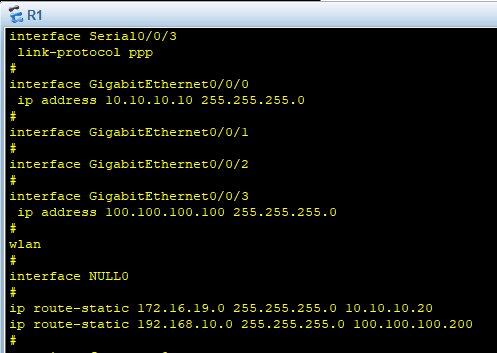 R1
interface Serial0/0/3
 link-protocol ppp
#
interface GigabitEthernet0/0/0
 ip address 10.10.10.10 255.255.255.0
#
interface GigabitEthernet0/0/1
#
interface GigabitEthernet0/0/2
#
interface GigabitEthernet0/0/3
 ip address 100.100.100.100 255.255.255.0
#
wlan
#
interface NULL0
#
ip route-static 172.16.19.0 255.255.255.0 10.10.10.20
ip route-static 192.168.10.0 255.255.255.0 100.100.100.200
#